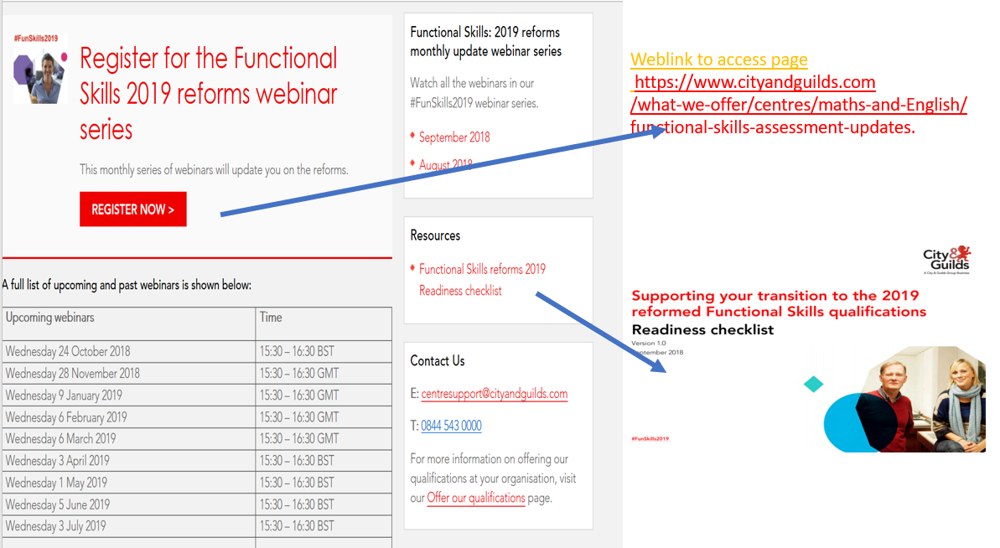 #FunSkills2019
Register for the Functional
Skills 2019 reforms webinar
series
This monthly series of webinars will update you on the reforms.
REGISTER NOW >
A full list of upcoming and past webinars is shown below:
Upcoming webinars Time
Wednesday 24 October 2018 15:30 – 16:30 BST
Wednesday 28 November 2018 15:30 – 16:30 GMT
Wednesday 9 January 2019 15:30 – 16:30 GMT
Wednesday 6 February 2019 15:30 – 16:30 GMT
Wednesday 6 March 2019 15:30 – 16:30 GMT
Wednesday 3 April 2019 15:30 – 16:30 BST
Wednesday 1 May 2019 15:30 – 16:30 BST
Wednesday 5 June 2019 15:30 – 16:30 BST
Wednesday 3 July 2019 15:30 – 16:30 BST
Functional Skills: 2019 reforms
monthly update webinar series
Watch all the webinars in our
#FunSkills2019 webinar series.
September 2018
August 2018
Resources
Functional Skills reforms 2019
Readiness checklist
Contact Us
E: centresupport@cityandguilds.com
T: 0844 543 0000
For more information on offering our
qualifications at your organisation, visit
our Offer our qualifications page.
Weblink to access page
https://www.cityandguilds.com
/what-we-offer/centres/maths-and-English/
functional-skills-assessment-updates.
City&
Guilds
A City & Guilds Group Business
Supporting your transition to the 2019
reformed Functional Skills qualifications
Readiness checklist
Version 1.0
September 2018
#FunSkills2019